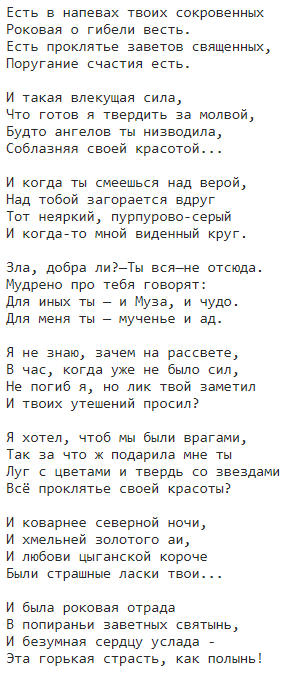 Есть в напевах твоих сокровенных
Роковая о гибели весть.
Есть проклятье заветов священных,
Поругание счастия есть.

И такая влекущая сила,
Что готов я твердить за молвой,
Будто ангелов ты низводила,
Соблазняя своей красотой...

И когда ты смеешься над верой,
Над тобой загорается вдруг
Тот неяркий, пурпурово-серый
И когда-то мной виденный круг.

Зла, добра ли?—Ты вся—не отсюда.
Мудрено про тебя говорят:
Для иных ты — и Муза, и чудо.
Для меня ты — мученье и ад.

Я не знаю, зачем на рассвете,
В час, когда уже не было сил,
Не погиб я, но лик твой заметил
И твоих утешений просил?

Я хотел, чтоб мы были врагами,
Так за что ж подарила мне ты
Луг с цветами и твердь со звездами
Всё проклятье своей красоты?

И коварнее северной ночи,
И хмельней золотого аи,
И любови цыганской короче
Были страшные ласки твои...

И была роковая отрада
В попираньи заветных святынь,
И безумная сердцу услада -
Эта горькая страсть, как полынь!